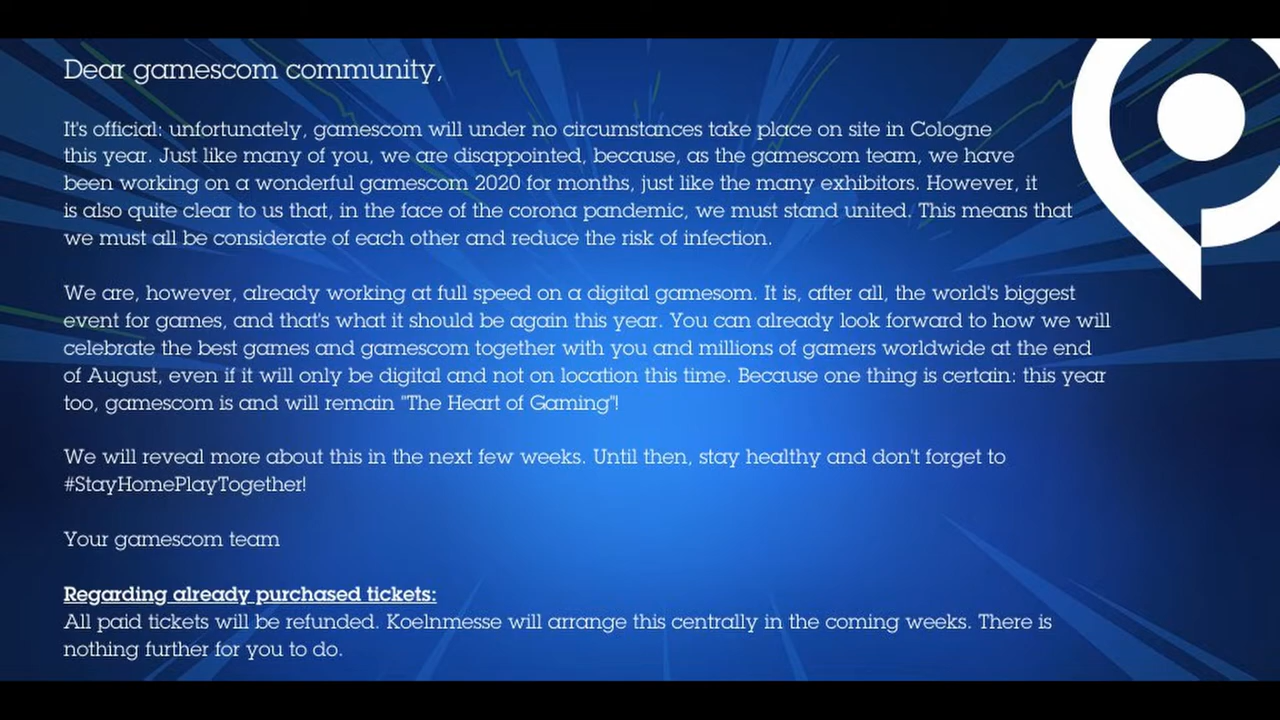 Dear gamescom community,
It's official: unfortunately, gamescom will under no circumstances take place on site in Cologne
this year. Just like many of you, we are disappointed, because, as the gamescom team, we have
been working on a wonderful gamescom 2020 for months, just like the many exhibitors. However, it
is also quite clear to us that, in the face of the corona pandemic, we must stand united. This means that
we must all be considerate of each other and reduce the risk of infection.
We are, however, already working at full speed on a digital gamesom. It is, after all, the world's biggest
event for games, and that's what it should be again this year. You can already look forward to how we will
celebrate the best games and gamescom together with you and millions of gamers worldwide at the end
of August, even if it will only be digital and not on location this time. Because one thing is certain: this year
too, gamescom is and will remain "The Heart of Gaming"!
We will reveal more about this in the next few weeks. Until then, stay healthy and don't forget to
#StayHomePlayTogether!
Your gamescom team
Regarding already purchased tickets:
All paid tickets will be refunded. Koelnmesse will arrange this centrally in the coming weeks. There is
nothing further for you to do.